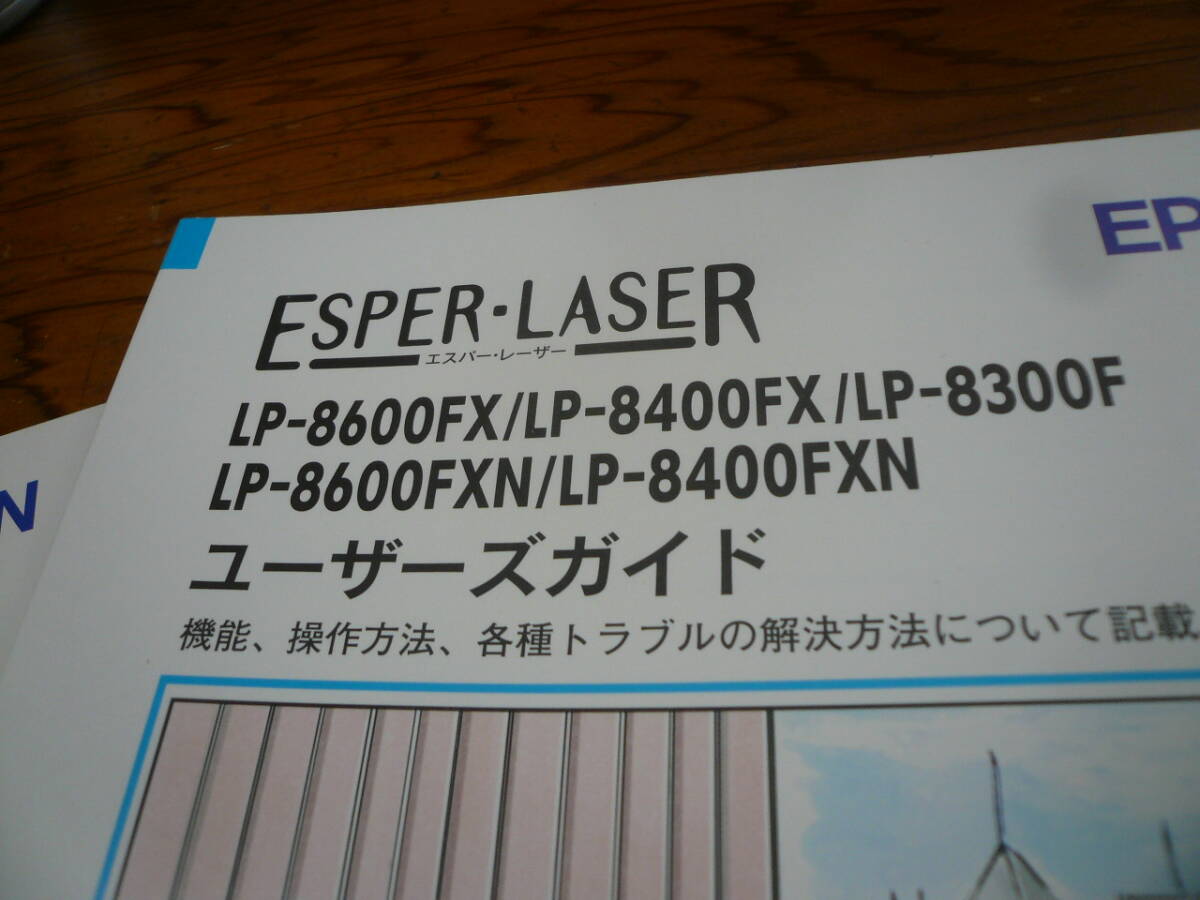 EP
ESPER・LASER
エスパー・レーザー
LP-8600FX/LP-8400FX/LP-8300F
LP-8600FXN/LP-8400FXN
ユーザーズガイド
機能、操作方法、各種トラブルの解決方法について記載
N